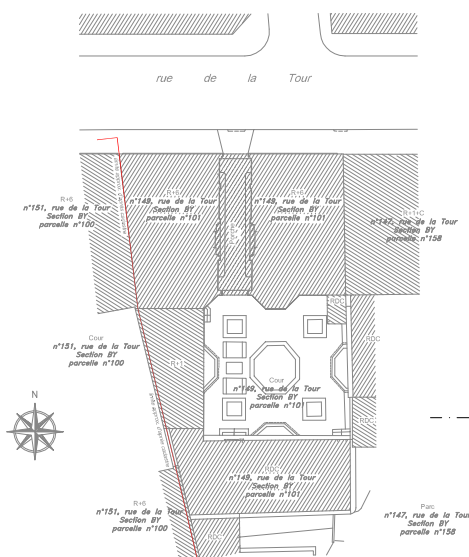 rue de la Tour
R+6
n°151, rue de la Tour
Section BY
parcelle n°100
R+6
n°149, rue de la Tour
Section BY
parcelle n°101
R+6
n°149, rue de la Tour
Section BY
parcelle n°101
R+1+C
n°147, rue de la Tour
Section BY
parcelle n°158
Porche
RDC
RDC
Cour
n°151, rue de la Tour
Section BY
parcelle n°100
R+1
Cour
n°149, rue de la Tour
Section BY
parcelle n°101
N
RDC
RDC
n°149, rue de la Tour
Section BY
parcelle n°101
R+6
n°151, rue de la Tour
Section BY
parcelle n°100
Parc
n°147, rue de la Tour
Section BY
parcelle n°158
RDC